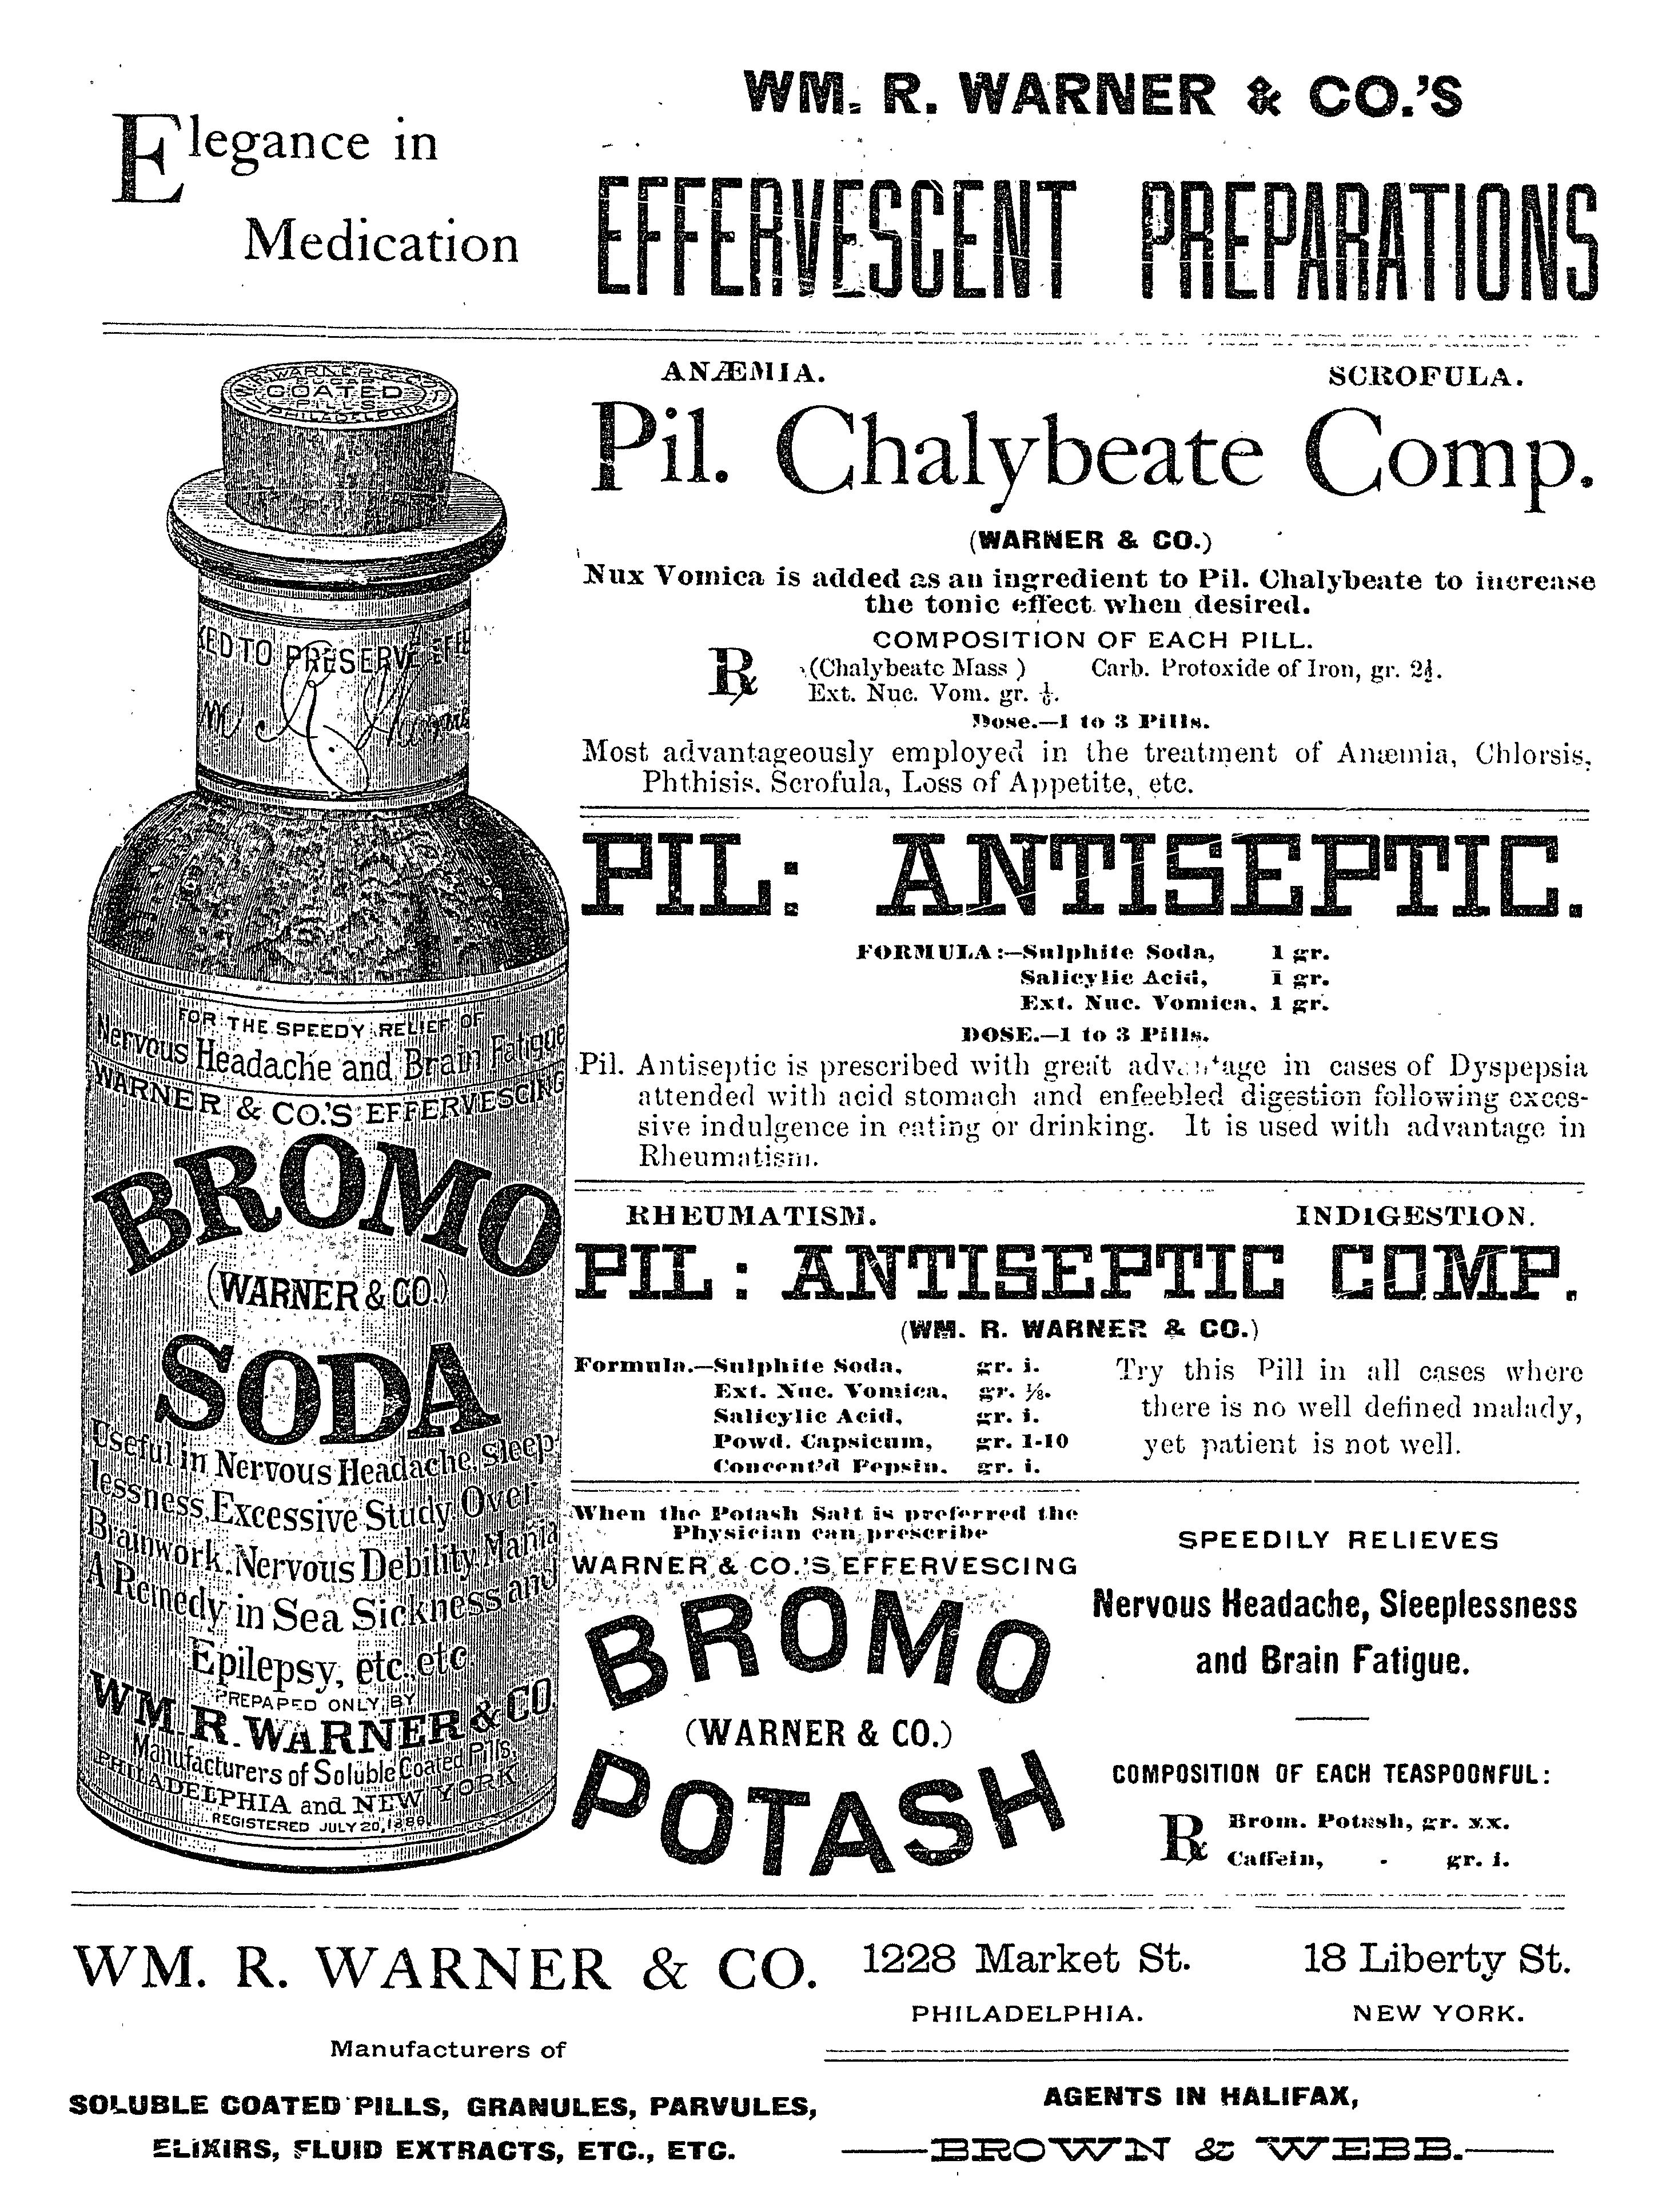 Elegance in
Medication
WM. R. WARNER & CO.'S
EFFERVESCENT PREPARATIONS
W.R. WARNER & CO
SUGAR
COATED
PILLS
PHILADELPHIA
KED TO PRESERVE EFFE
FOR THE SPEEDY RELIEF OF
Nervous Headache and Brain Fatigue
WARNER & CO.'S EFFERVESCING
BROMO
(WARNER & CO.)
SODA
Useful in Nervous Headache, Sleep-
lessness, Excessive Study, Over
Brainwork, Nervous Debility, Mania
A Remedy in Sea Sickness and
Epilepsy, etc., etc.
PREPARED ONLY BY
WM. R. WARNER & CO.
Manufacturers of Soluble Coated Pills,
PHILADELPHIA and NEW YORK
REGISTERED JULY 20, 1886.
ANÆMIA. SCROFULA.
Pil. Chalybeate Comp.
(WARNER & CO.)
Nux Vomica is added as an ingredient to Pil. Chalybeate to increase
the tonic effect when desired.
COMPOSITION OF EACH PILL.
℞ (Chalybeate Mass ) Carb. Protoxide of Iron, gr. 2½.
Ext. Nuc. Vom. gr.
Dose.—1 to 3 Pills.
Most advantageously employed in the treatment of Anæmia, Chlorsis,
Phthisis. Scrofula, Loss of Appetite, etc.
PIL: ANTISEPTIC.
FORMULA:—Sulphite Soda, 1 gr.
Salicylic Acid, 1 gr.
Ext. Nuc. Vomica, 1 gr.
DOSE.—1 to 3 Pills.
Pil. Antiseptic is prescribed with great advantage in cases of Dyspepsia
attended with acid stomach and enfeebled digestion following exces-
sive indulgence in eating or drinking. It is used with advantage in
Rheumatism.
RHEUMATISM. INDIGESTION.
PIL: ANTISEPTIC COMP.
(WM. R. WARNER & CO.)
Formula.—Sulphite Soda, gr. i.
Ext. Nuc. Vomica, gr. ⅛.
Salicylic Acid, gr. i.
Powd. Capsicum, gr. 1-10
Concent'd Pepsin, gr. i.
Try this Pill in all cases where
there is no well defined malady,
yet patient is not well.
When the Potash Salt is preferred the
Physician can prescribe
WARNER & CO.'S EFFERVESCING
BROMO
(WARNER & CO.)
POTASH
SPEEDILY RELIEVES
Nervous Headache, Sleeplessness
and Brain Fatigue.
COMPOSITION OF EACH TEASPOONFUL:
℞ Brom. Potash, gr. xx.
Caffein, - gr. i.
WM. R. WARNER & CO.
Manufacturers of
SOLUBLE COATED PILLS, GRANULES, PARVULES,
ELIXIRS, FLUID EXTRACTS, ETC., ETC.
1228 Market St. 18 Liberty St.
PHILADELPHIA. NEW YORK.
AGENTS IN HALIFAX,
BROWN & WEBB.